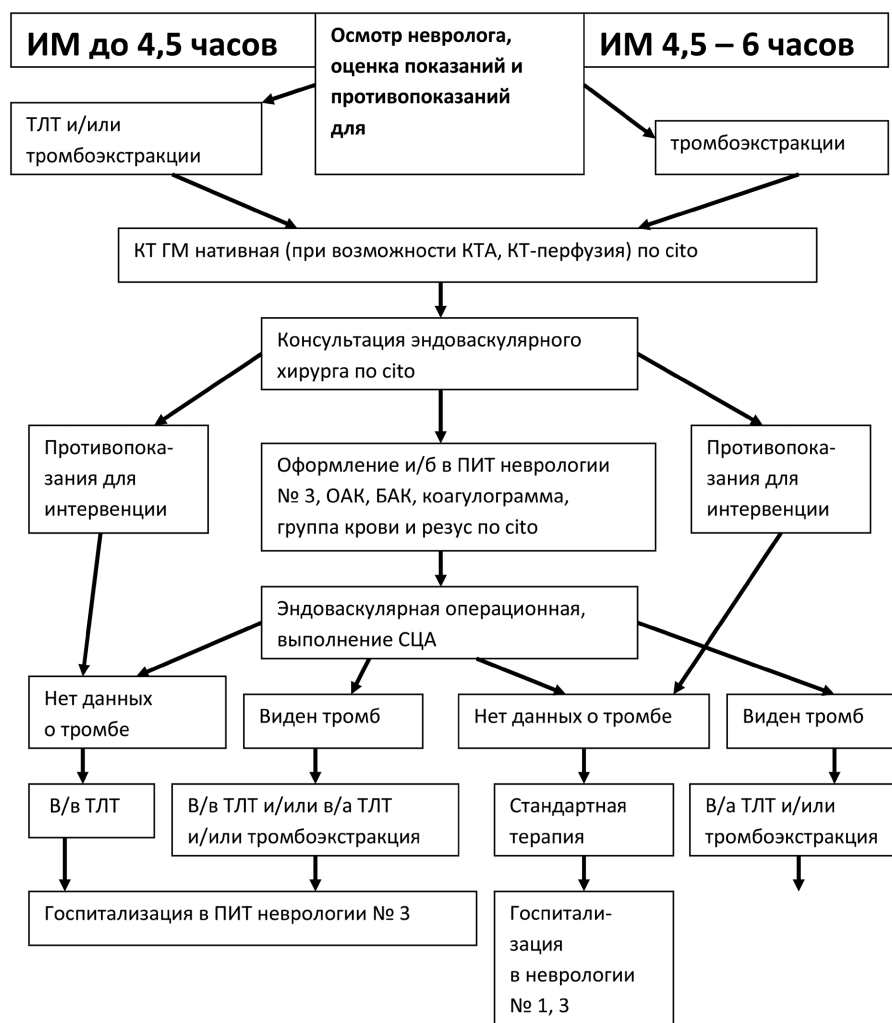 ИМ до 4,5 часов
Осмотр невролога,
оценка показаний и
противопоказаний
для
ИМ 4,5 – 6 часов
ТЛТ и/или
тромбоэкстракции
тромбоэкстракции
КТ ГМ нативная (при возможности КТА, КТ-перфузия) по cito
Консультация эндоваскулярного
хирурга по cito
Противопока-
зания для
интервенции
Оформление и/б в ПИТ неврологии
№ 3, ОАК, БАК, коагулограмма,
группа крови и резус по cito
Противопока-
зания для
интервенции
Эндоваскулярная операционная,
выполнение СЦА
Нет данных
о тромбе
Виден тромб
Нет данных о тромбе
Виден тромб
В/в ТЛТ
В/в ТЛТ и/или в/а ТЛТ
и/или тромбоэкстракция
Стандартная
терапия
В/а ТЛТ и/или
тромбоэкстракция
Госпитализация в ПИТ неврологии № 3
Госпитали-
зация
в неврологии
№ 1, 3